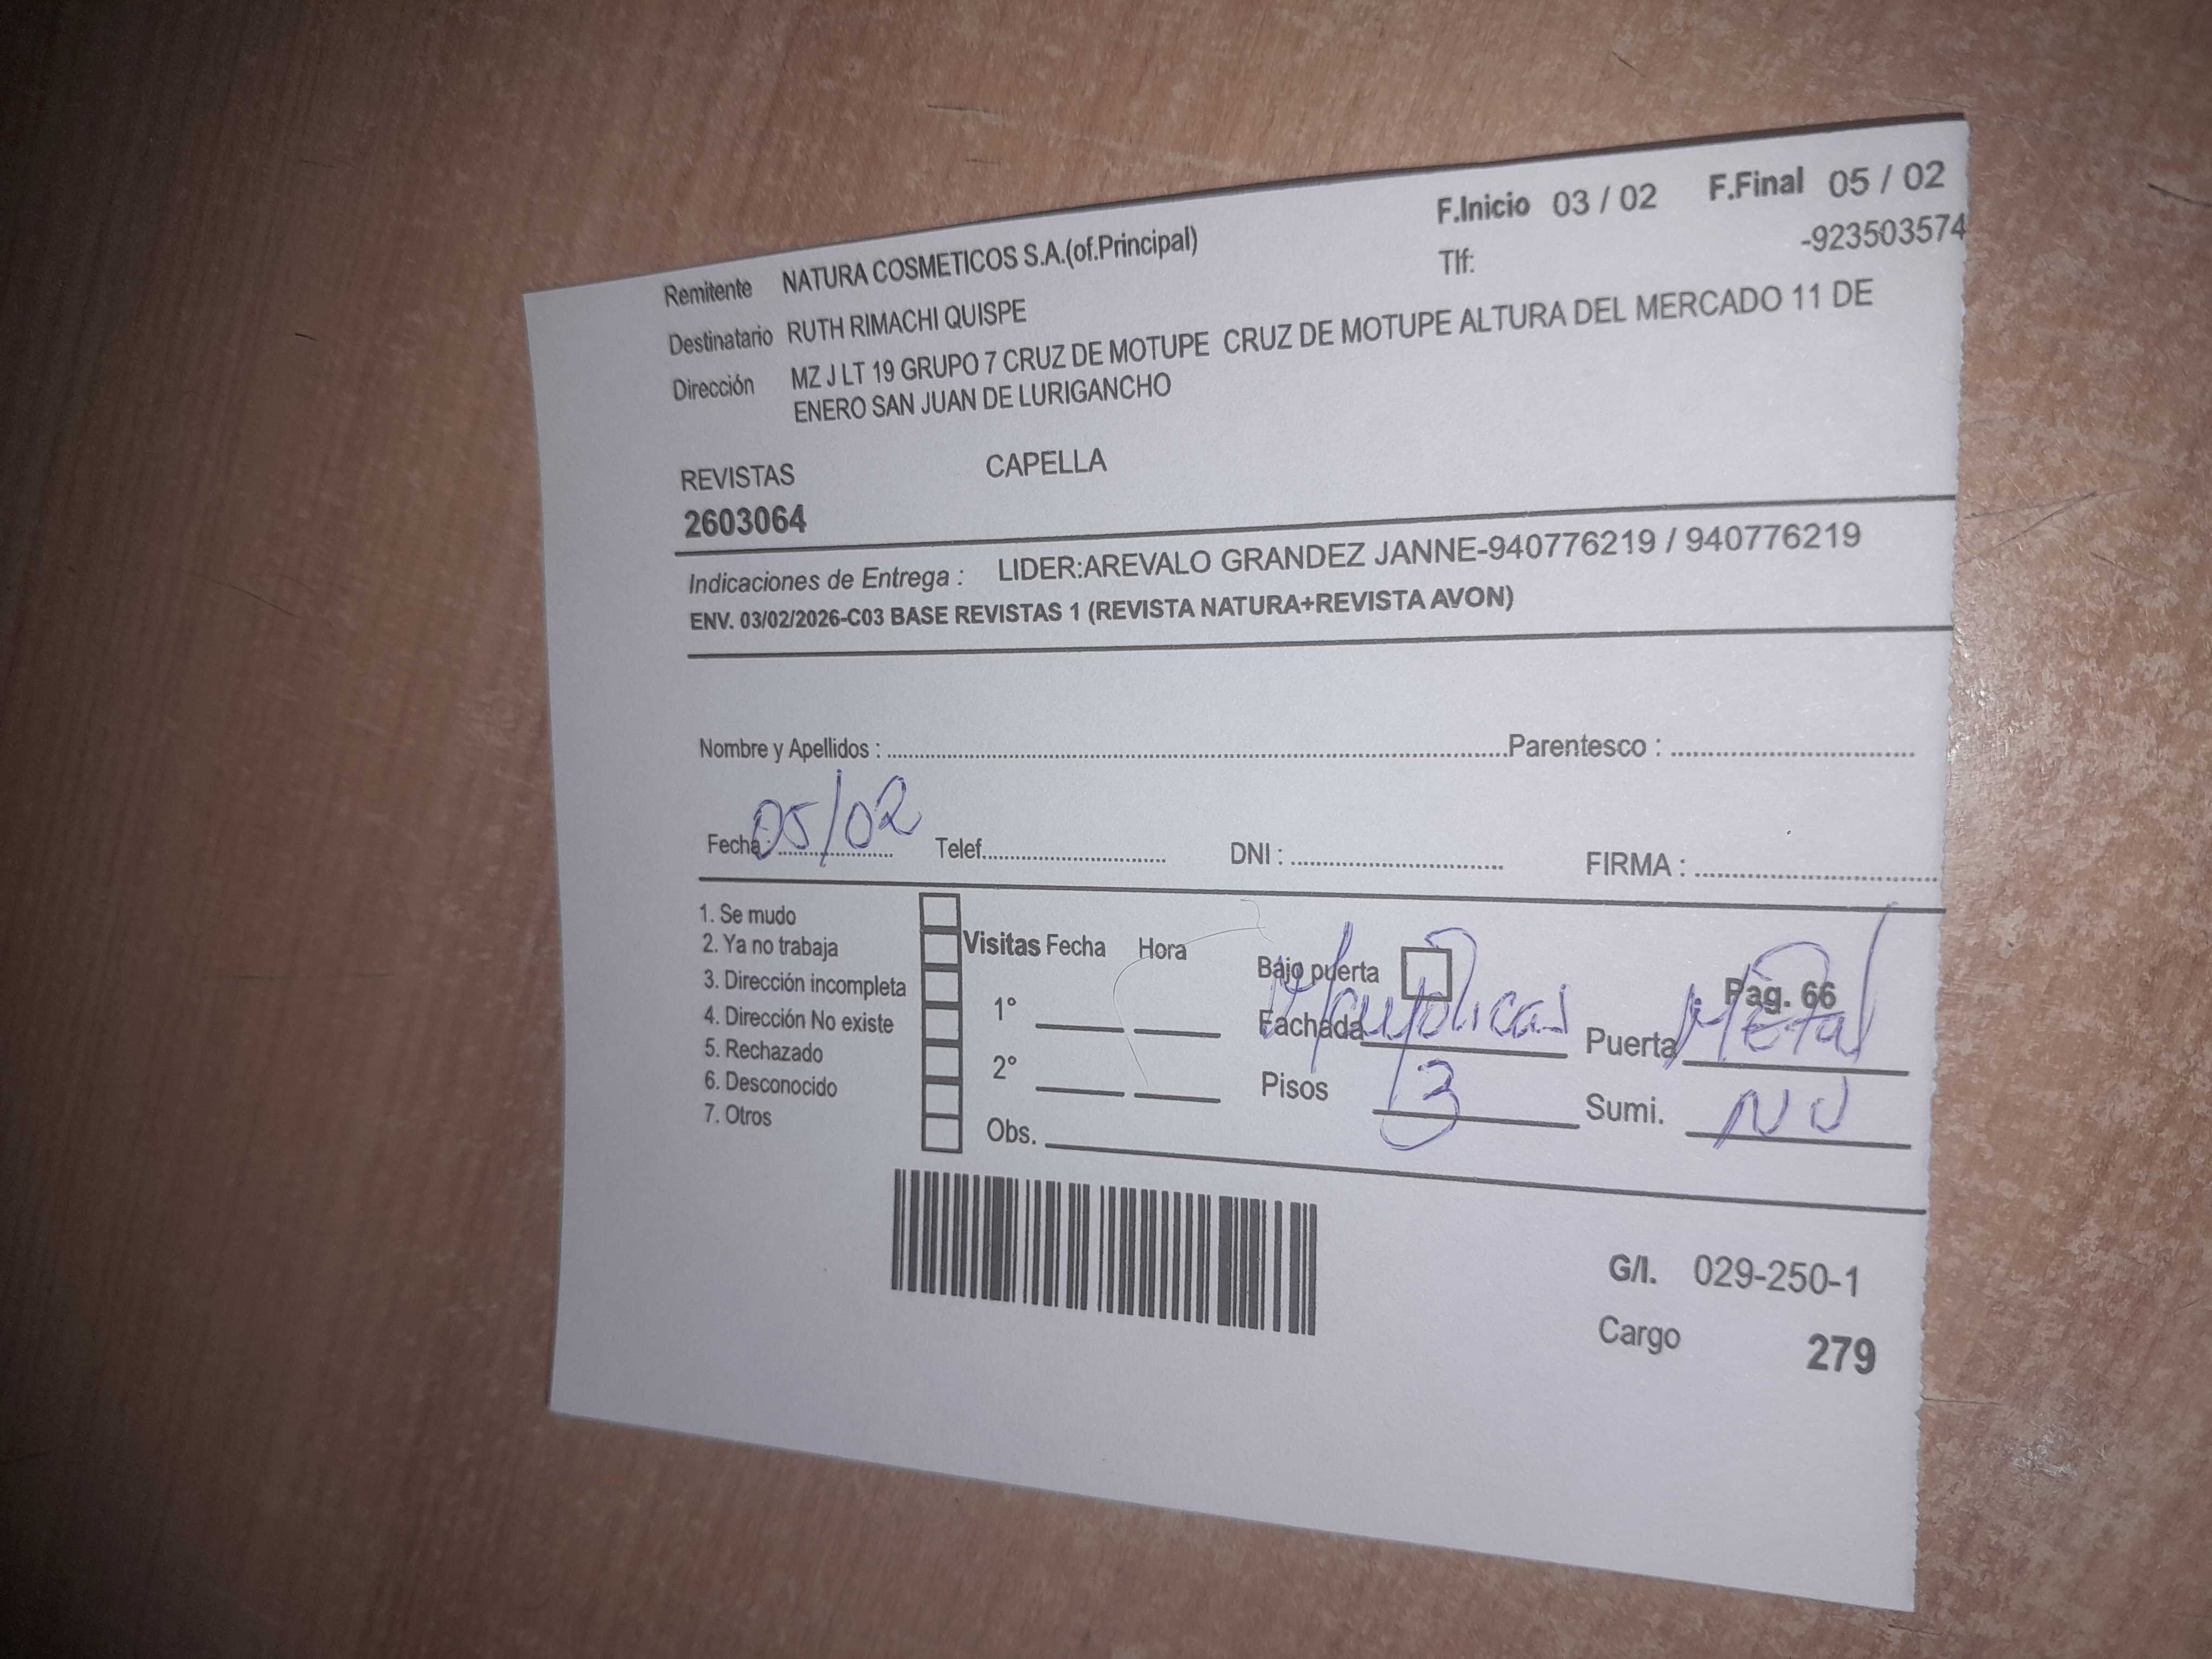 F.Inicio 03 / 02 F.Final 05 / 02
Remitente NATURA COSMETICOS S.A.(of.Principal) Tlf: -923503574
Destinatario RUTH RIMACHI QUISPE
Dirección MZ J LT 19 GRUPO 7 CRUZ DE MOTUPE CRUZ DE MOTUPE ALTURA DEL MERCADO 11 DE
ENERO SAN JUAN DE LURIGANCHO
REVISTAS CAPELLA
2603064
Indicaciones de Entrega : LIDER:AREVALO GRANDEZ JANNE-940776219 / 940776219
ENV. 03/02/2026-C03 BASE REVISTAS 1 (REVISTA NATURA+REVISTA AVON)
Nombre y Apellidos : Parentesco :
Fecha: 05/02 Telef. DNI : FIRMA :
1. Se mudo
2. Ya no trabaja Visitas Fecha Hora Bajo puerta Pag. 66
3. Dirección incompleta 1° Fachada Mayolicas Puerta Metal
4. Dirección No existe
5. Rechazado 2° Pisos 3 Sumi. NO
6. Desconocido
7. Otros Obs.
G/I. 029-250-1
Cargo 279